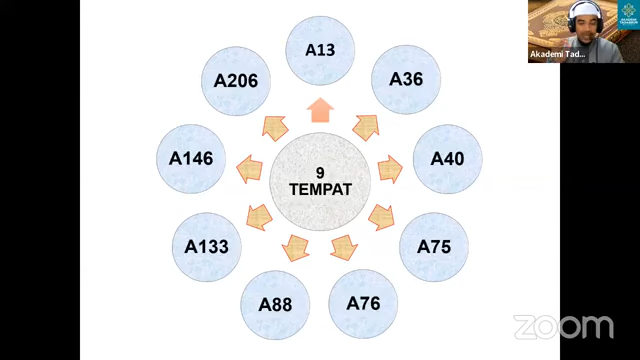 A13
A36
A40
A75
A76
A88
A133
A146
A206
9
TEMPAT
Akademi Tad...
zoom